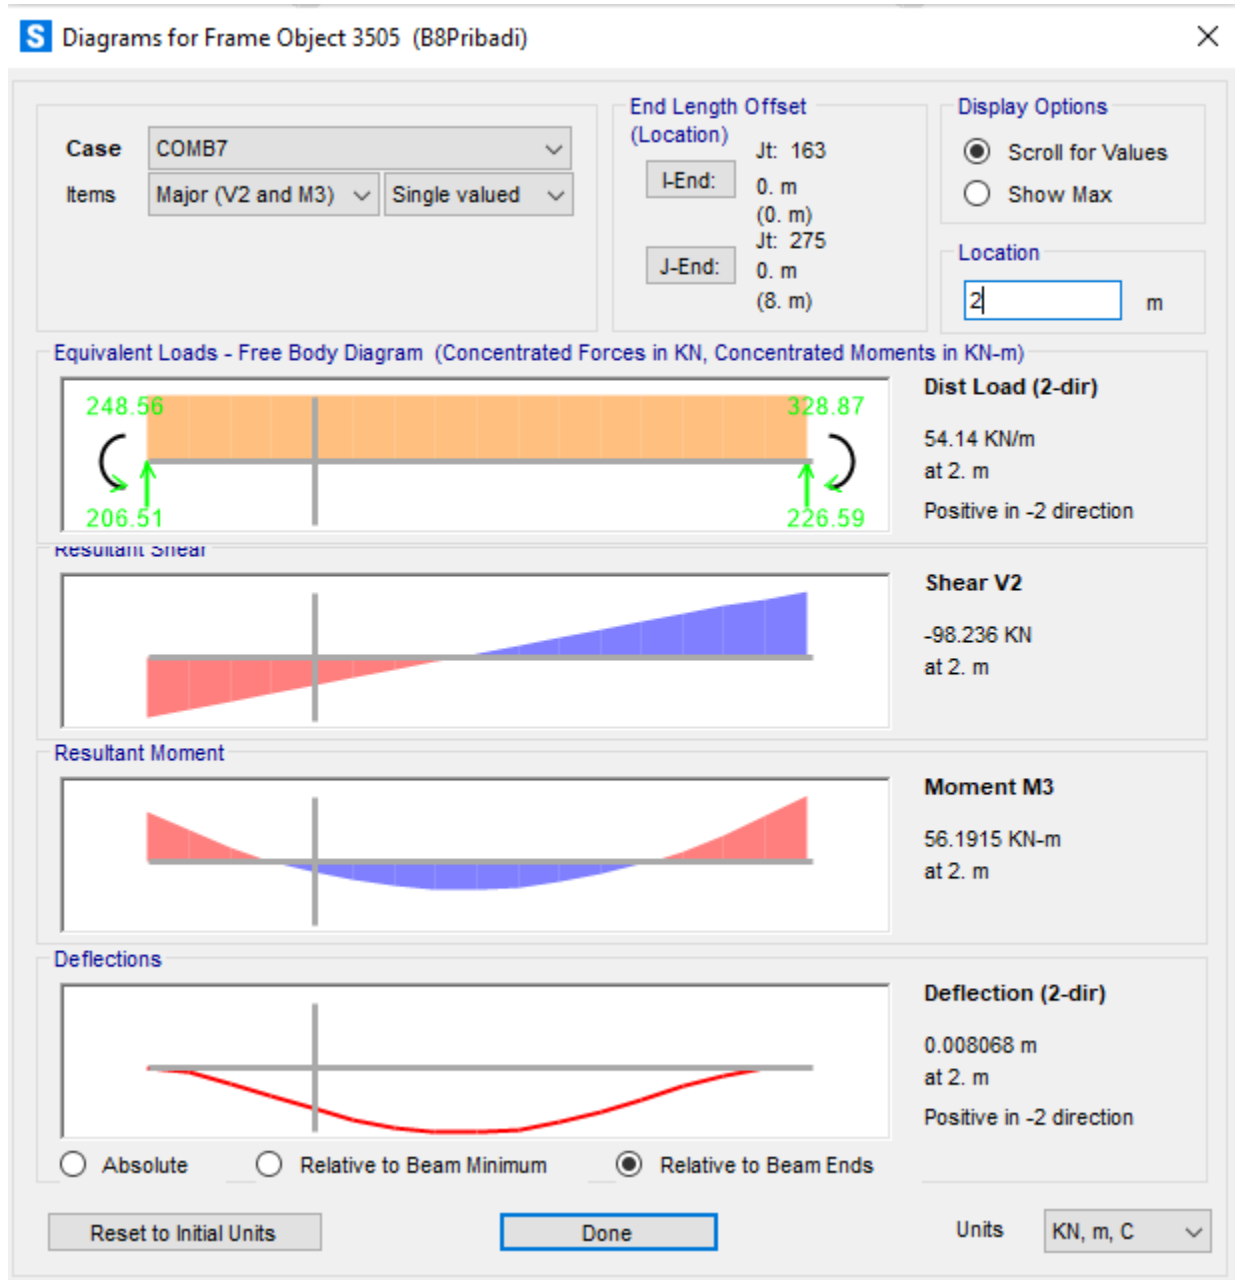 S Diagrams for Frame Object 3505 (B8Pribadi)
Case COMB7
Items Major (V2 and M3) Single valued
End Length Offset
(Location)
Jt: 163
I-End: 0. m
(0. m)
Jt: 275
J-End: 0. m
(8. m)
Display Options
Scroll for Values
Show Max
Location
2 m
Equivalent Loads - Free Body Diagram (Concentrated Forces in KN, Concentrated Moments in KN-m)
248.56 328.87
206.51 226.59
Dist Load (2-dir)
54.14 KN/m
at 2. m
Positive in -2 direction
Resultant Shear
Shear V2
-98.236 KN
at 2. m
Resultant Moment
Moment M3
56.1915 KN-m
at 2. m
Deflections
Deflection (2-dir)
0.008068 m
at 2. m
Positive in -2 direction
Absolute Relative to Beam Minimum Relative to Beam Ends
Reset to Initial Units Done Units KN, m, C